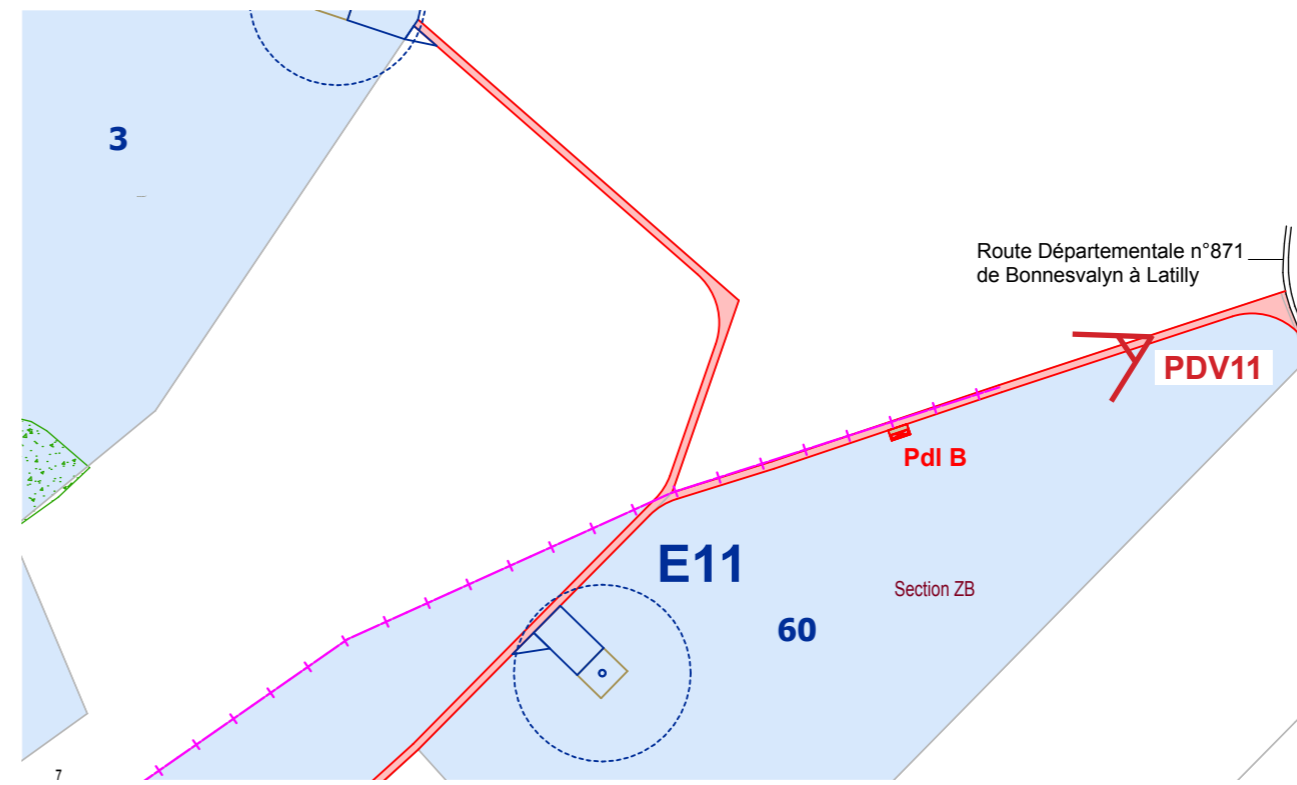 3
Route Départementale n°871
de Bonnesvalyn à Latilly
PDV11
Pdl B
E11
Section ZB
60
7